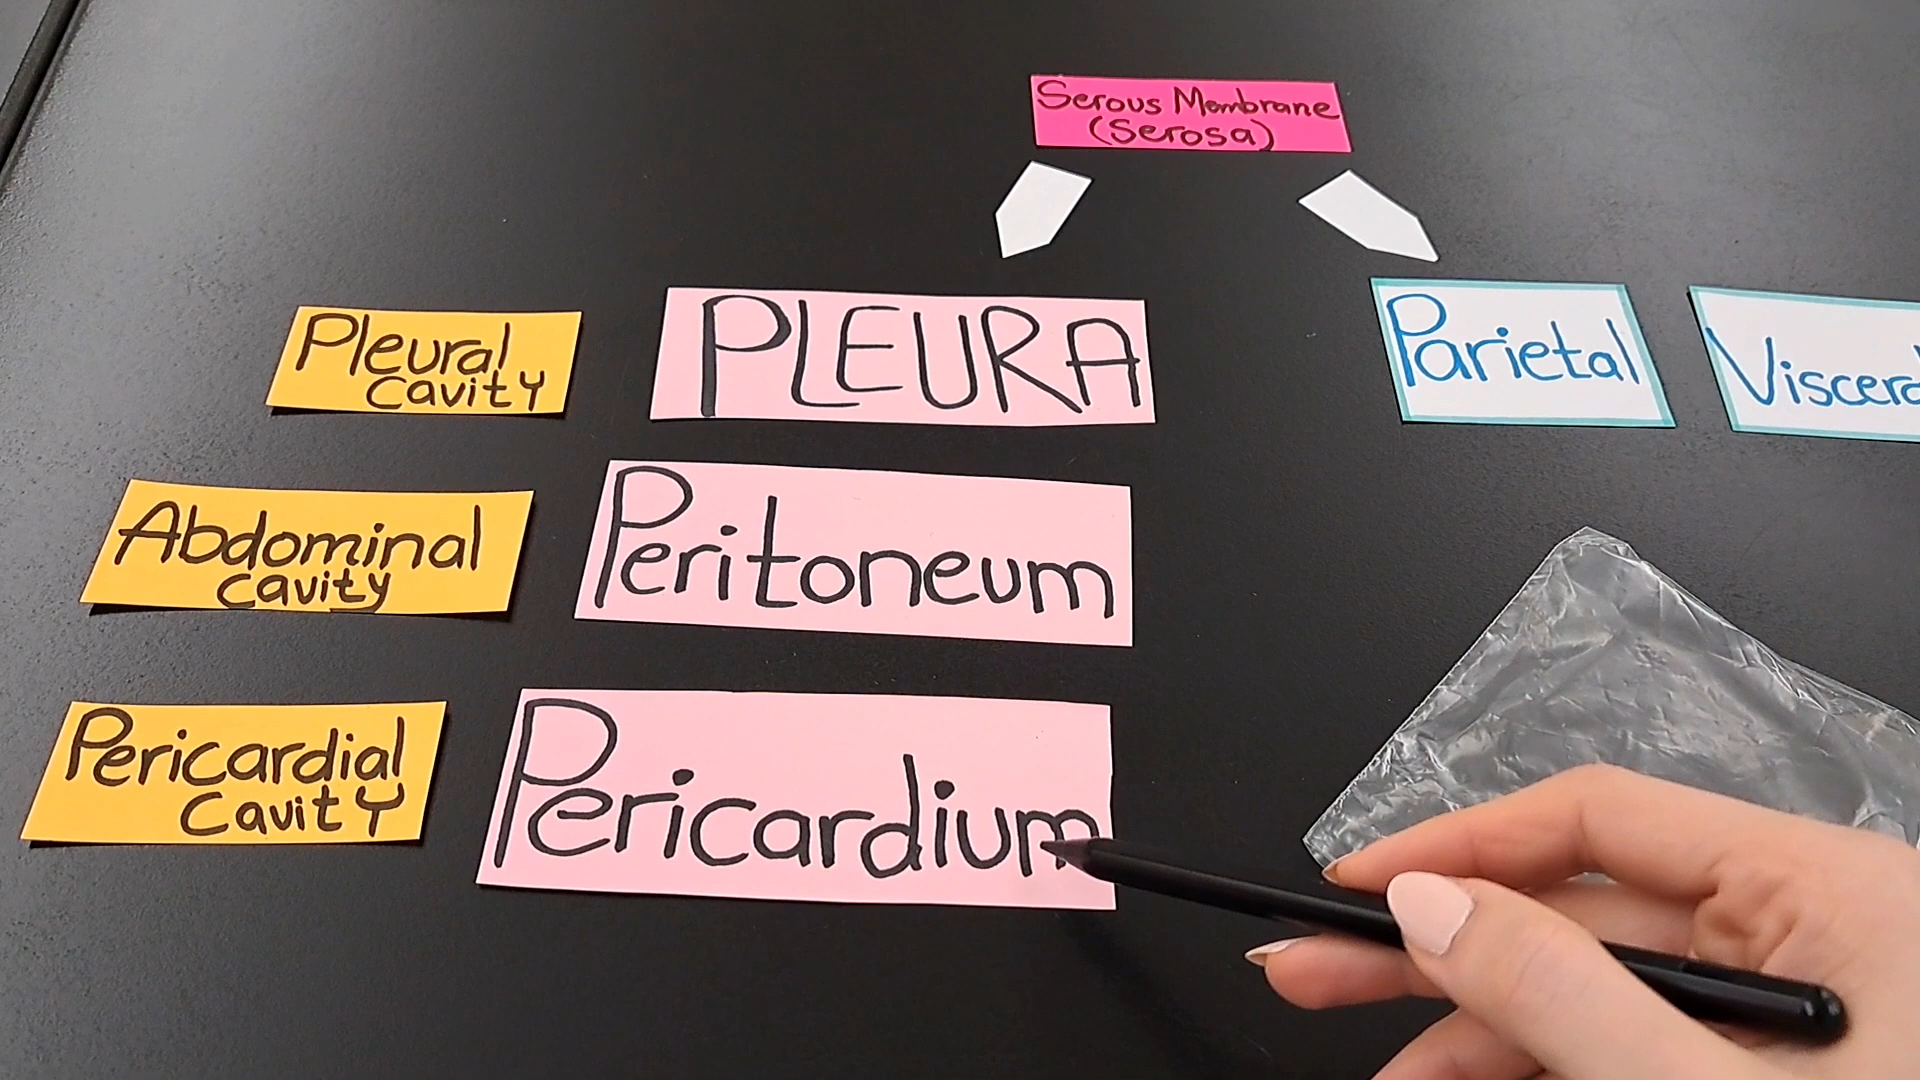 Serous Membrane
(Serosa)
Pleural
Cavity
PLEURA
Parietal
Abdominal
Cavity
Peritoneum
Pericardial
Cavity
Pericardium